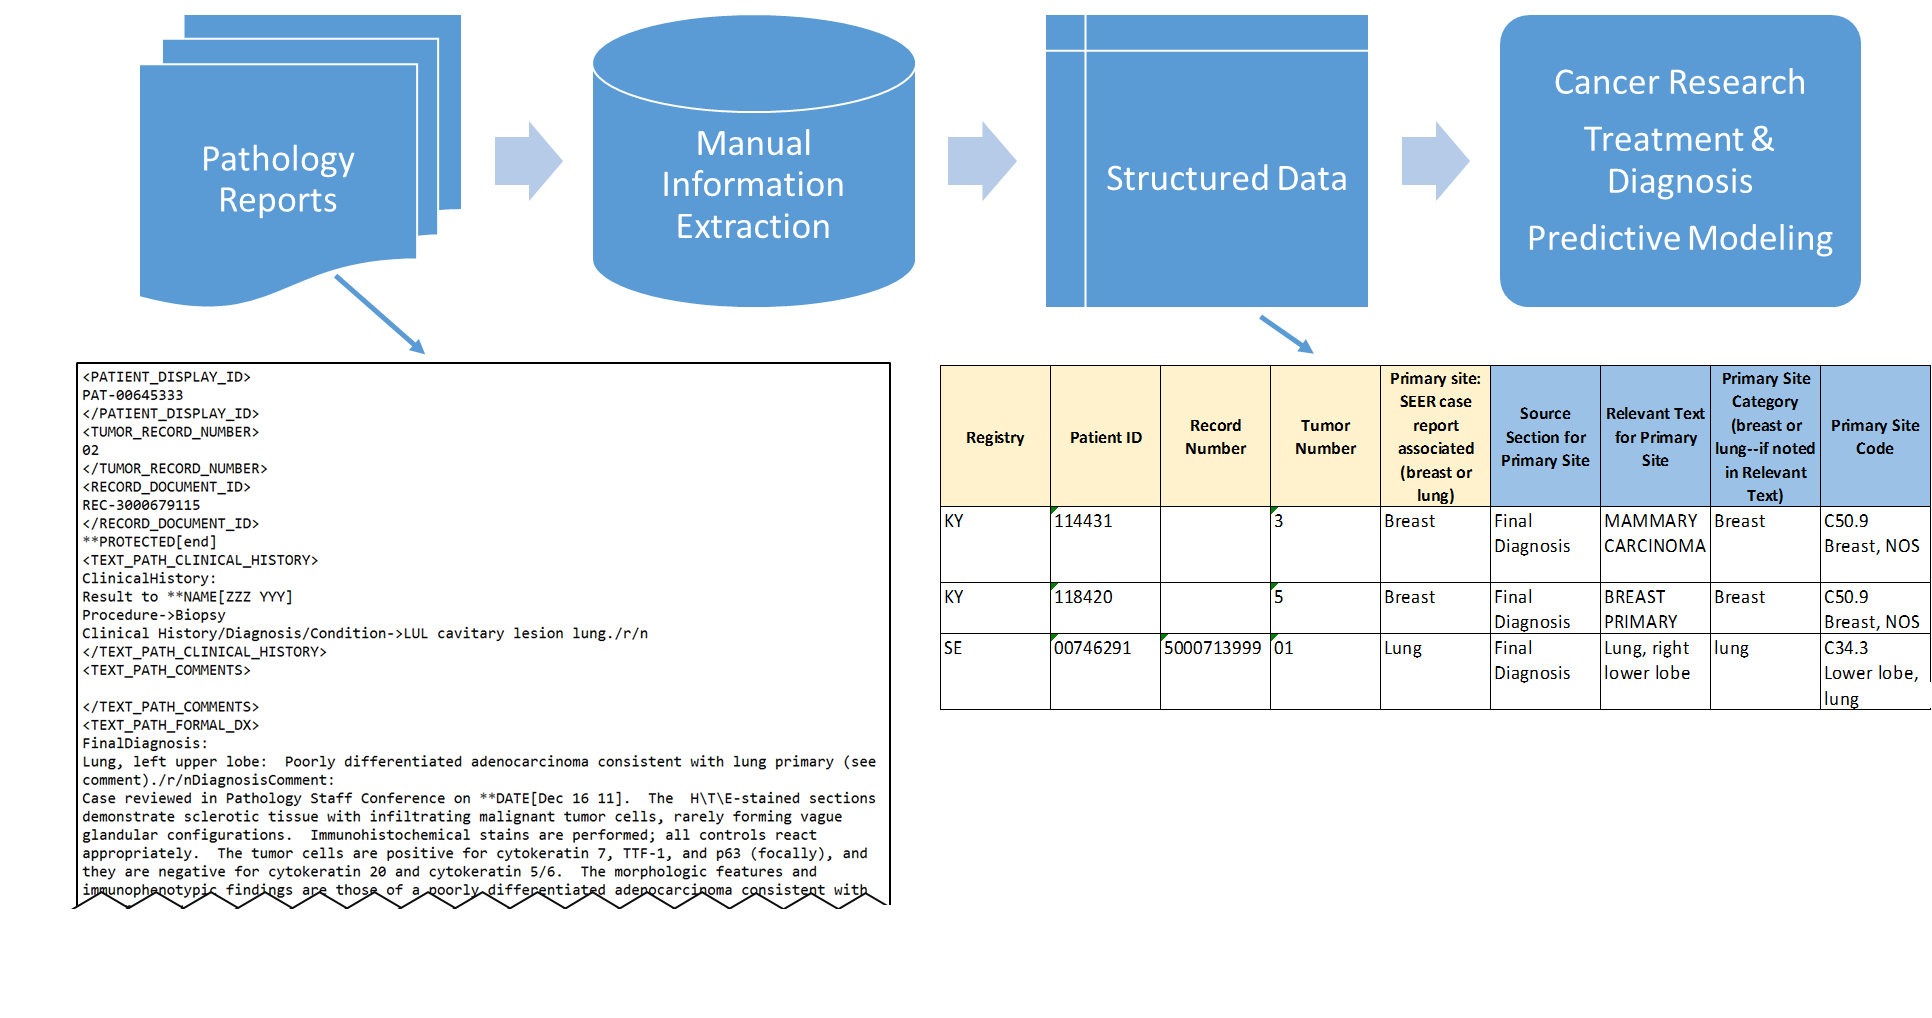 Pathology
Reports
Manual
Information
Extraction
Structured Data
Cancer Research
Treatment &
Diagnosis
Predictive Modeling
<PATIENT_DISPLAY_ID>
PAT-00645333
</PATIENT_DISPLAY_ID>
<TUMOR_RECORD_NUMBER>
02
</TUMOR_RECORD_NUMBER>
<RECORD_DOCUMENT_ID>
REC-3000679115
</RECORD_DOCUMENT_ID>
**PROTECTED[end]
<TEXT_PATH_CLINICAL_HISTORY>
ClinicalHistory:
Result to **NAME[ZZZ YYY]
Procedure->Biopsy
Clinical History/Diagnosis/Condition->LUL cavitary lesion lung./r/n
</TEXT_PATH_CLINICAL_HISTORY>
<TEXT_PATH_COMMENTS>
</TEXT_PATH_COMMENTS>
<TEXT_PATH_FORMAL_DX>
FinalDiagnosis:
Lung, left upper lobe:  Poorly differentiated adenocarcinoma consistent with lung primary (see
comment)./r/nDiagnosisComment:
Case reviewed in Pathology Staff Conference on **DATE[Dec 16 11].  The  H\T\E-stained sections
demonstrate sclerotic tissue with infiltrating malignant tumor cells, rarely forming vague
glandular configurations.  Immunohistochemical stains are performed; all controls react
appropriately.  The tumor cells are positive for cytokeratin 7, TTF-1, and p63 (focally), and
they are negative for cytokeratin 20 and cytokeratin 5/6.  The morphologic features and
immunophenotypic findings are those of a poorly differentiated adenocarcinoma consistent with
Registry
Patient ID
Record
Number
Tumor
Number
Primary site:
SEER case
report
associated
(breast or
lung)
Source
Section for
Primary Site
Relevant Text
for Primary
Site
Primary Site
Category
(breast or
lung--if noted
in Relevant
Text)
Primary Site
Code
KY
114431
3
Breast
Final
Diagnosis
MAMMARY
CARCINOMA
Breast
C50.9
Breast, NOS
KY
118420
5
Breast
Final
Diagnosis
BREAST
PRIMARY
Breast
C50.9
Breast, NOS
SE
00746291
5000713999
01
Lung
Final
Diagnosis
Lung, right
lower lobe
lung
C34.3
Lower lobe,
lung